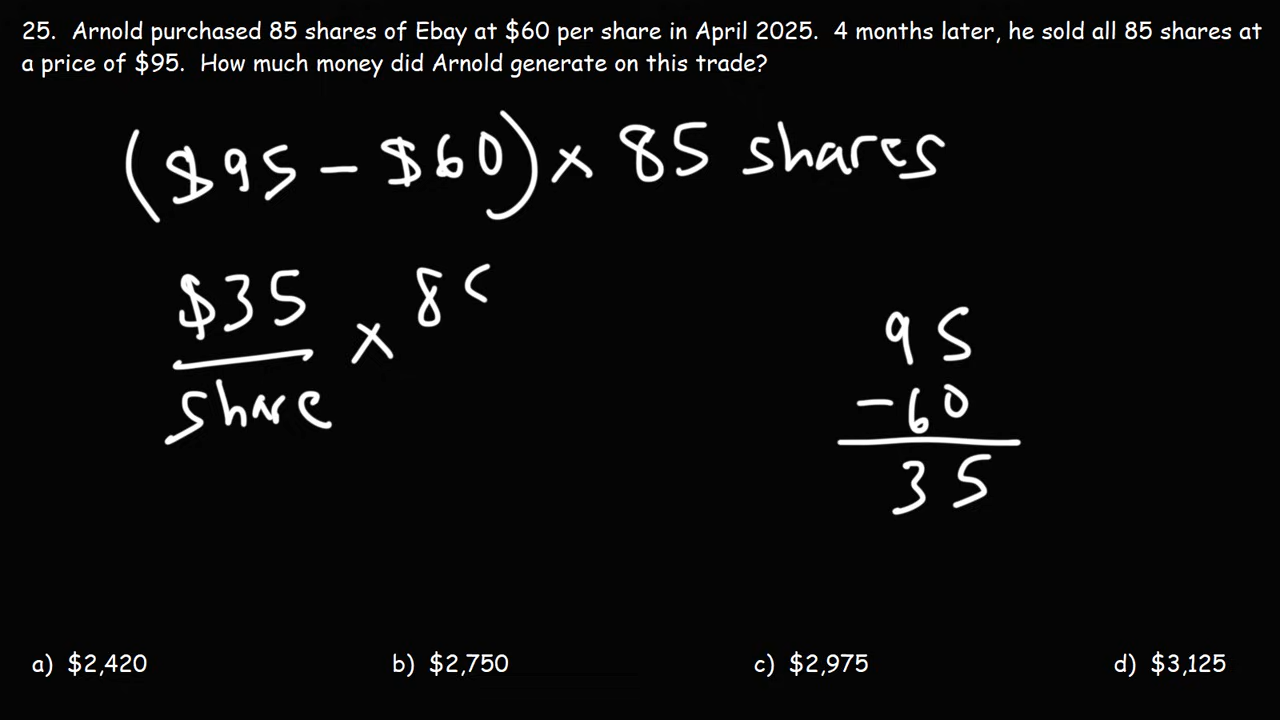 25. Arnold purchased 85 shares of Ebay at $60 per share in April 2025. 4 months later, he sold all 85 shares at
a price of $95. How much money did Arnold generate on this trade?
($95 - $60) × 85 shares
$35
share
× 8
95
-60
35
a) $2,420 b) $2,750 c) $2,975 d) $3,125